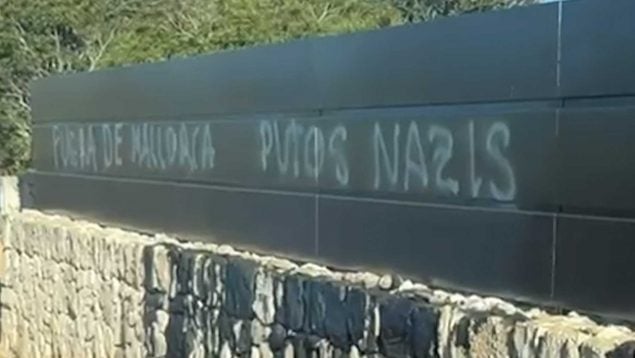 FUERA DE MALLORCA PUTOS NAZIS